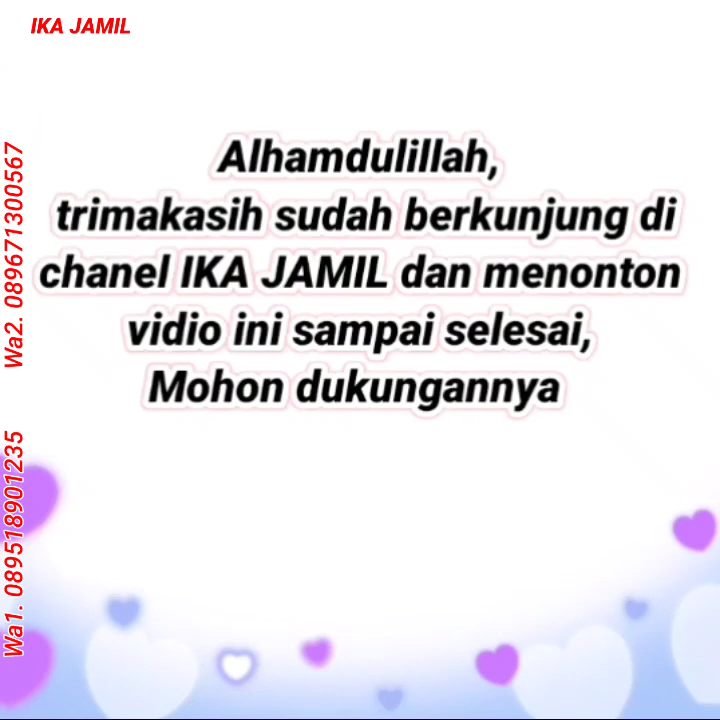 IKA JAMIL
Alhamdulillah,
trimakasih sudah berkunjung di
chanel IKA JAMIL dan menonton
vidio ini sampai selesai,
Mohon dukungannya
Wa1. 089518901235
Wa2. 089671300567